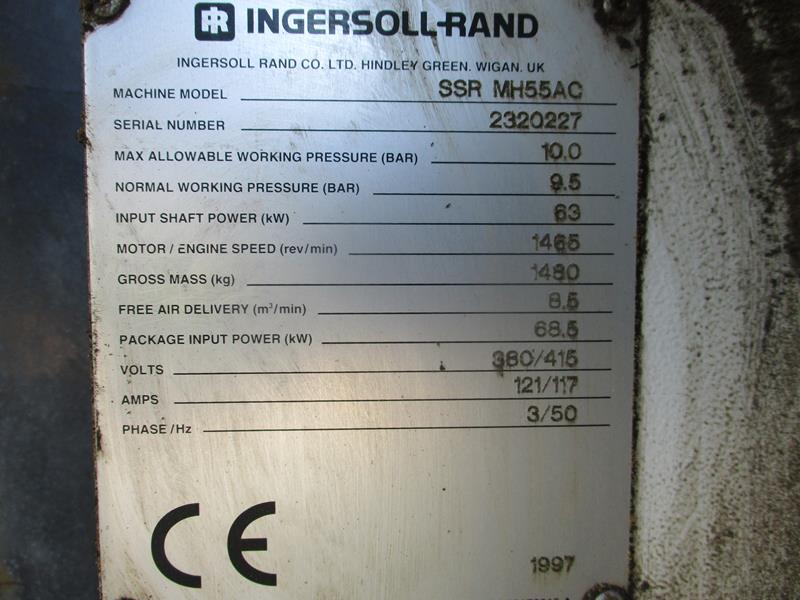 IR INGERSOLL-RAND
INGERSOLL RAND CO. LTD. HINDLEY GREEN. WIGAN. UK
MACHINE MODEL SSR MH55AC
SERIAL NUMBER 2320227
MAX ALLOWABLE WORKING PRESSURE (BAR) 10.0
NORMAL WORKING PRESSURE (BAR) 9.5
INPUT SHAFT POWER (kW) 63
MOTOR / ENGINE SPEED (rev/min) 1465
GROSS MASS (kg) 1480
FREE AIR DELIVERY (m³/min) 8.5
PACKAGE INPUT POWER (kW) 68.5
VOLTS 380/415
AMPS 121/117
PHASE /Hz 3/50
CE
1997